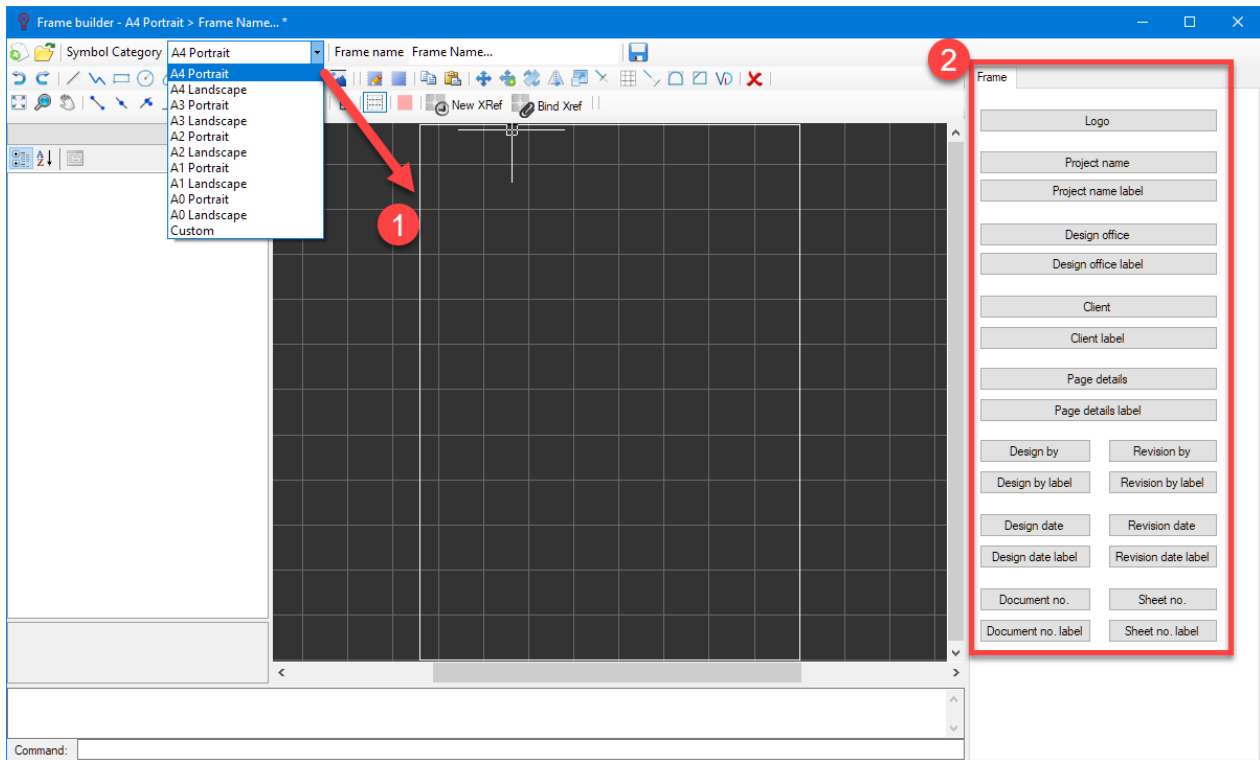 Frame builder - A4 Portrait > Frame Name... *
Symbol Category A4 Portrait Frame name Frame Name...
A4 Portrait
A4 Landscape
A3 Portrait
A3 Landscape
A2 Portrait
A2 Landscape
A1 Portrait
A1 Landscape
A0 Portrait
A0 Landscape
Custom
New XRef Bind Xref
1
2
Frame
Logo
Project name
Project name label
Design office
Design office label
Client
Client label
Page details
Page details label
Design by Revision by
Design by label Revision by label
Design date Revision date
Design date label Revision date label
Document no. Sheet no.
Document no. label Sheet no. label
Command: